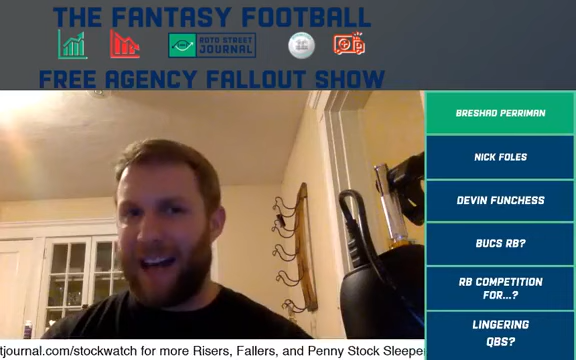 THE FANTASY FOOTBALL
ROTO STREET
JOURNAL
FREE AGENCY FALLOUT SHOW
BRESHAD PERRIMAN
NICK FOLES
DEVIN FUNCHESS
BUCS RB?
RB COMPETITION
FOR...?
LINGERING
QBS?
tjournal.com/stockwatch for more Risers, Fallers, and Penny Stock Sleepe